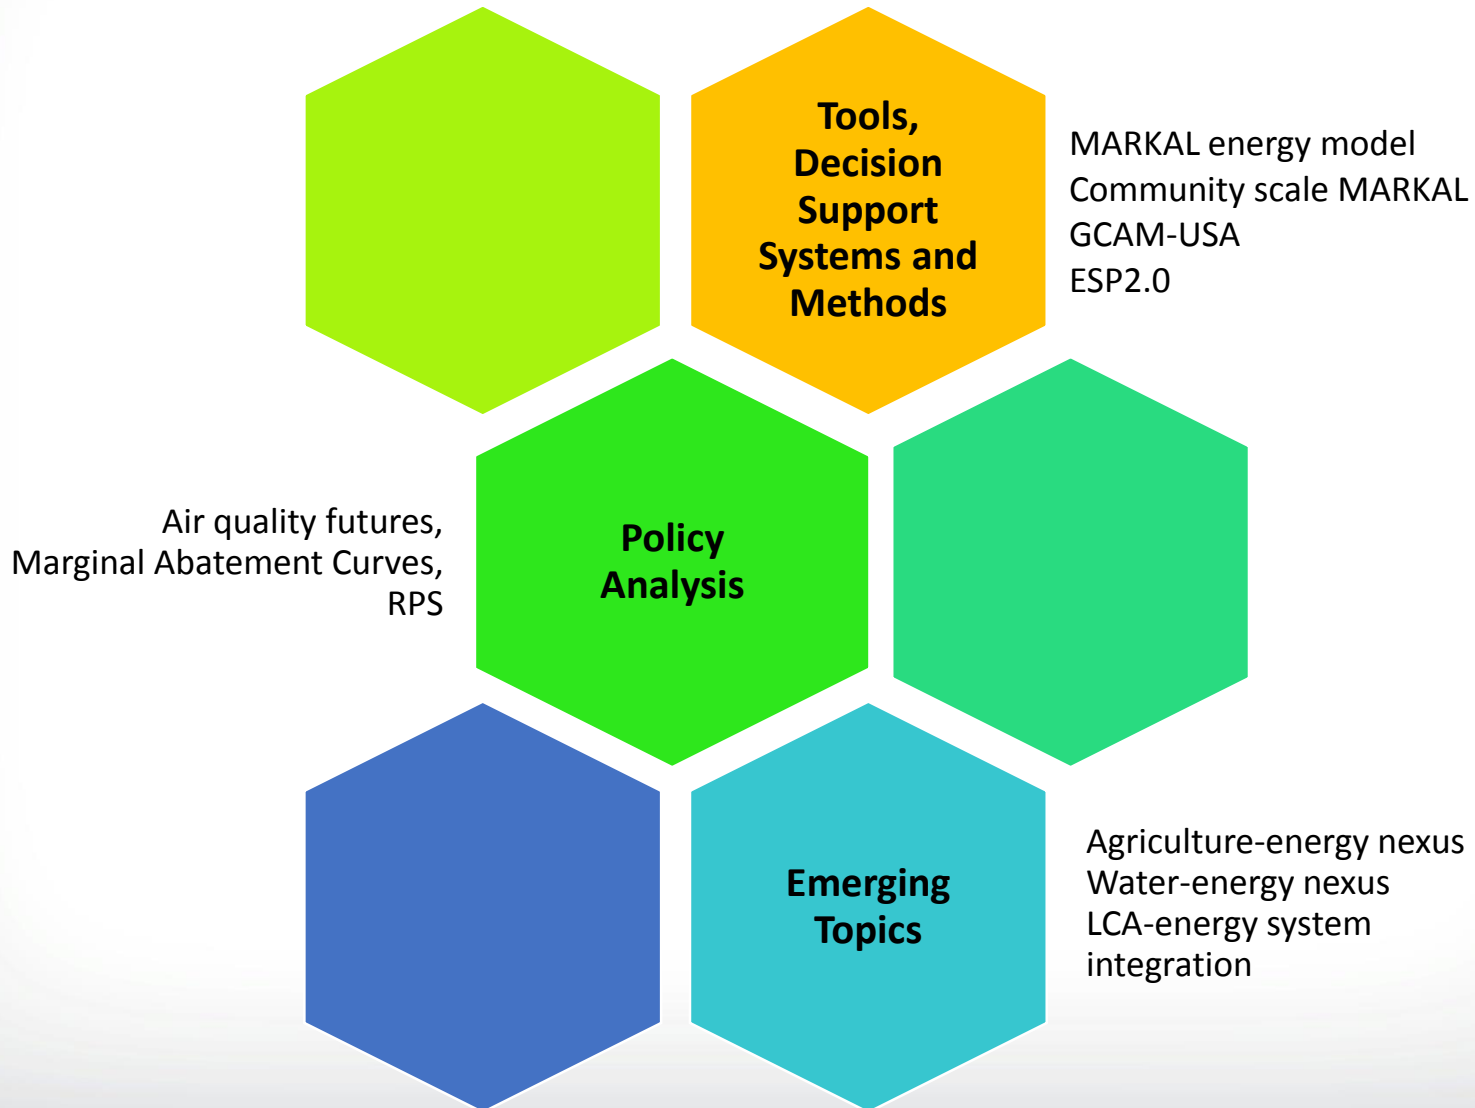 Tools,
Decision
Support
Systems and
Methods
MARKAL energy model
Community scale MARKAL
GCAM-USA
ESP2.0
Air quality futures,
Marginal Abatement Curves,
RPS
Policy
Analysis
Emerging
Topics
Agriculture-energy nexus
Water-energy nexus
LCA-energy system
integration